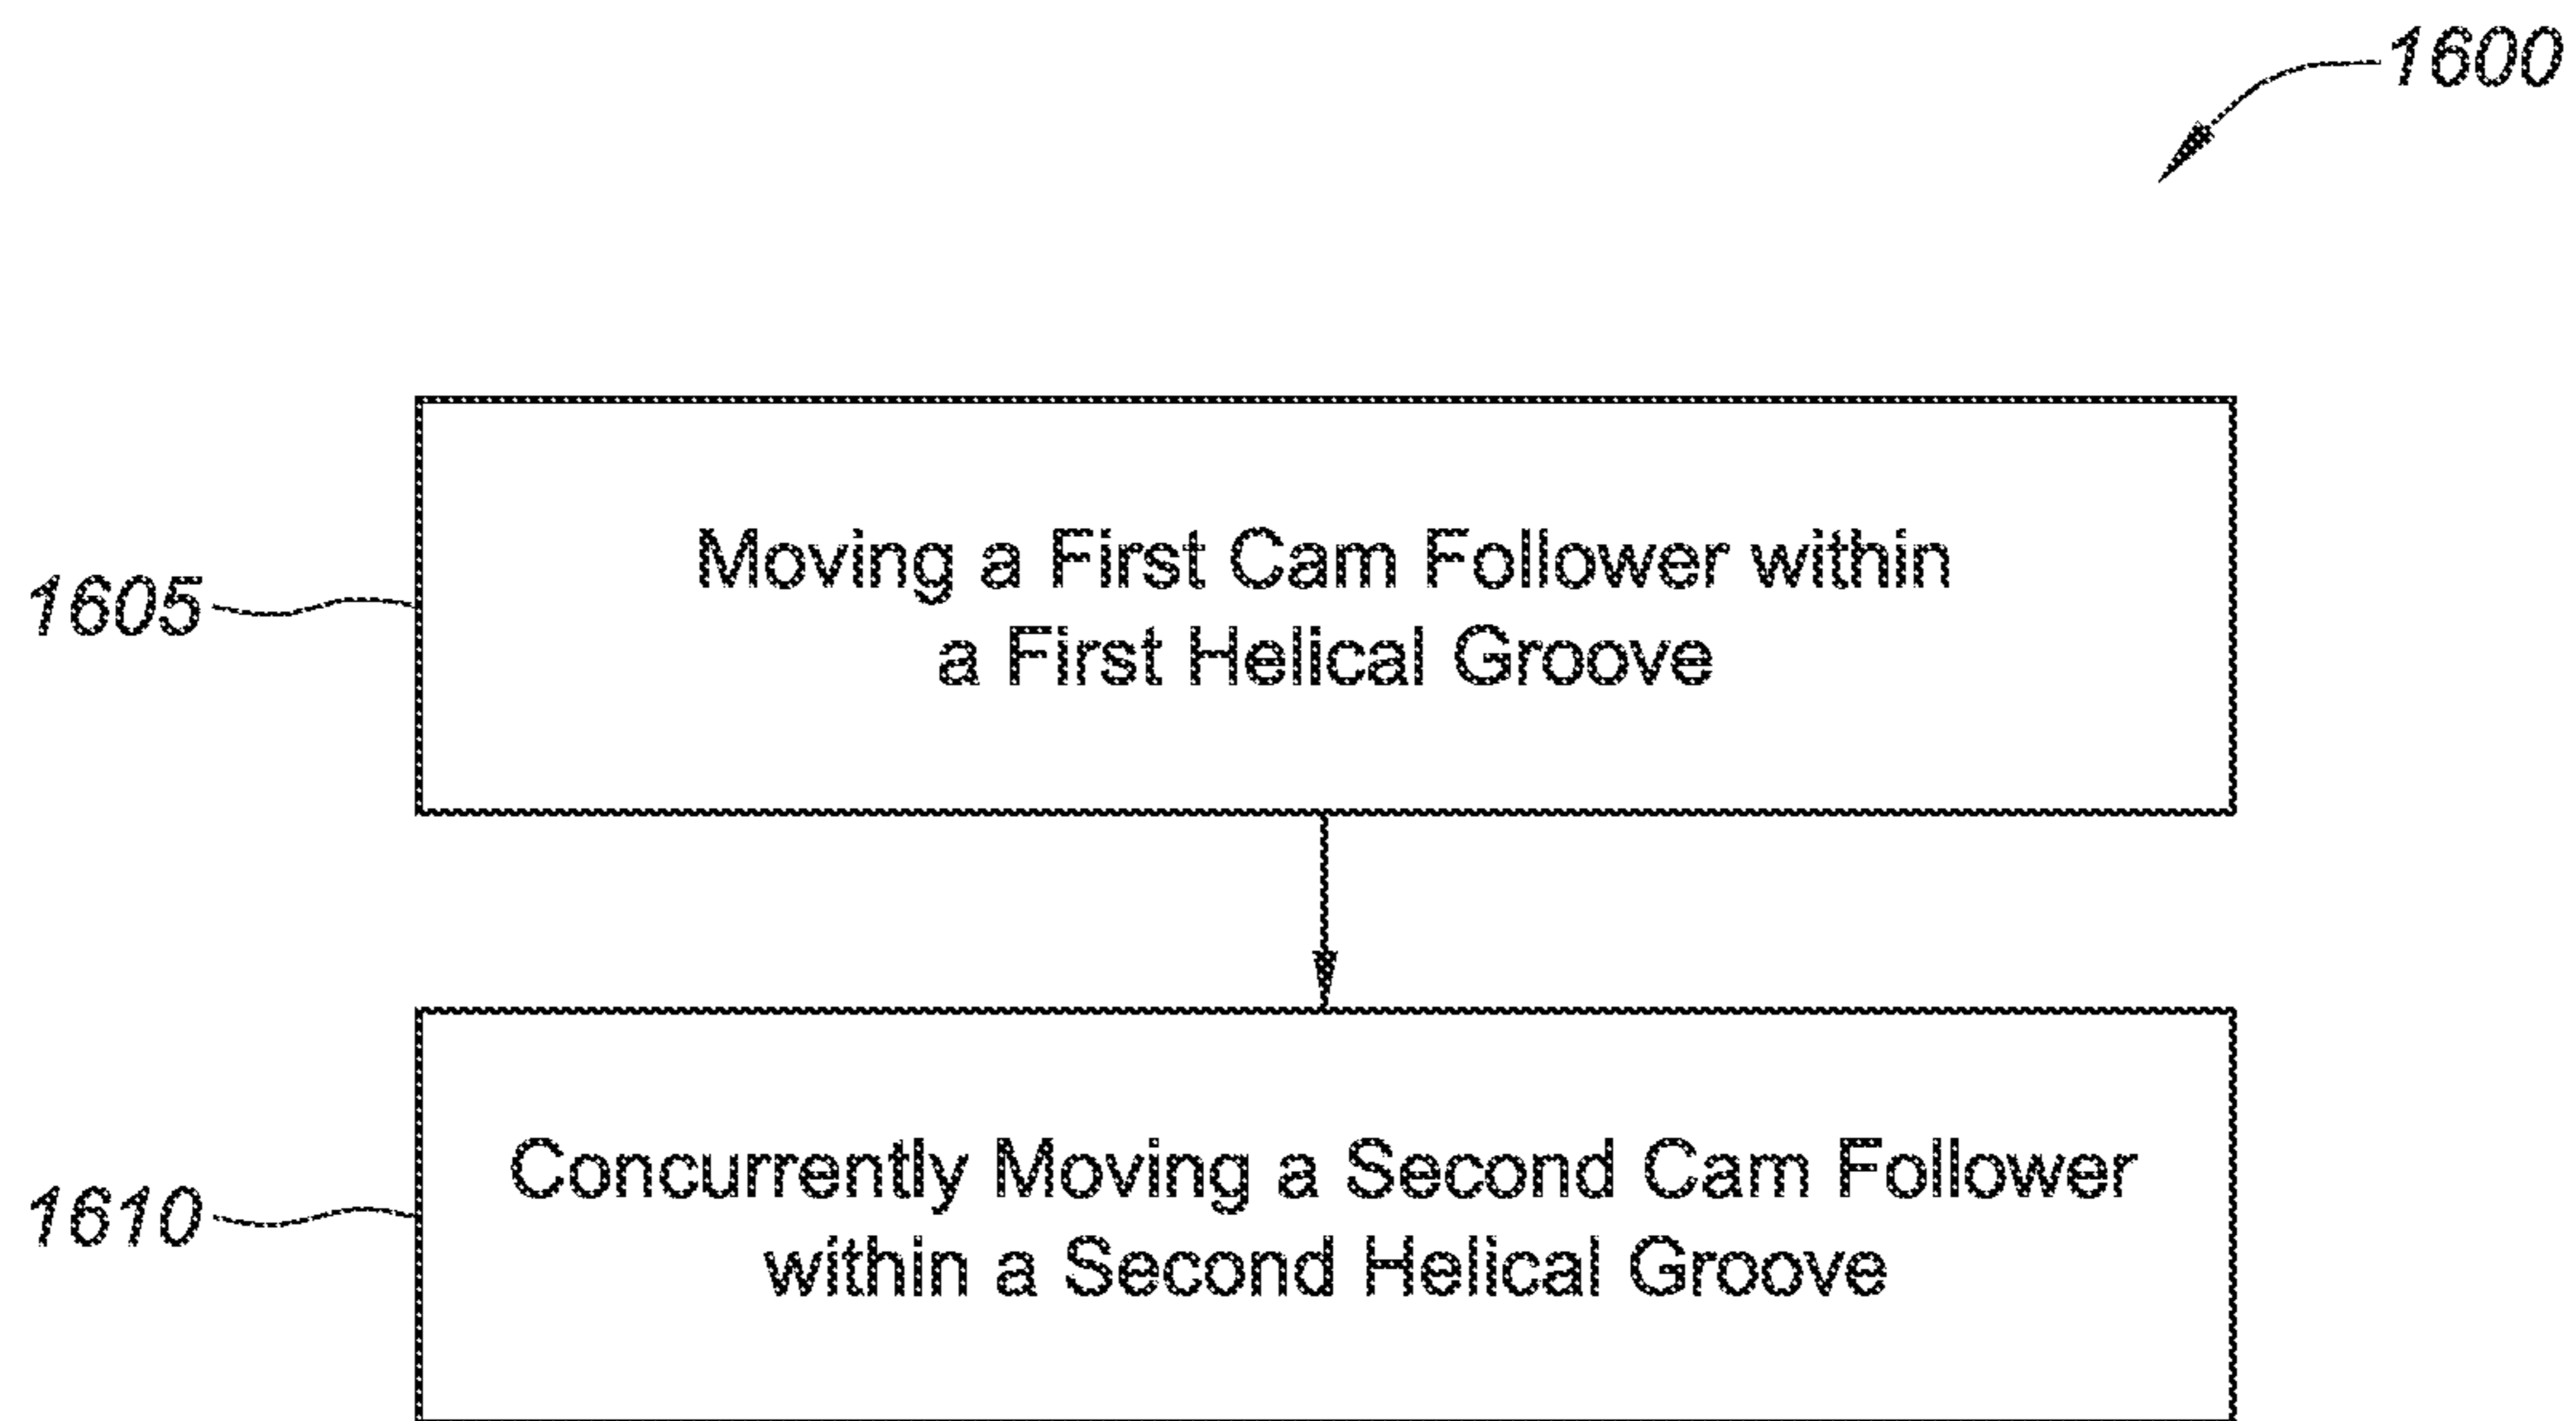 1600
1605
Moving a First Cam Follower within
a First Helical Groove
1610
Concurrently Moving a Second Cam Follower
within a Second Helical Groove